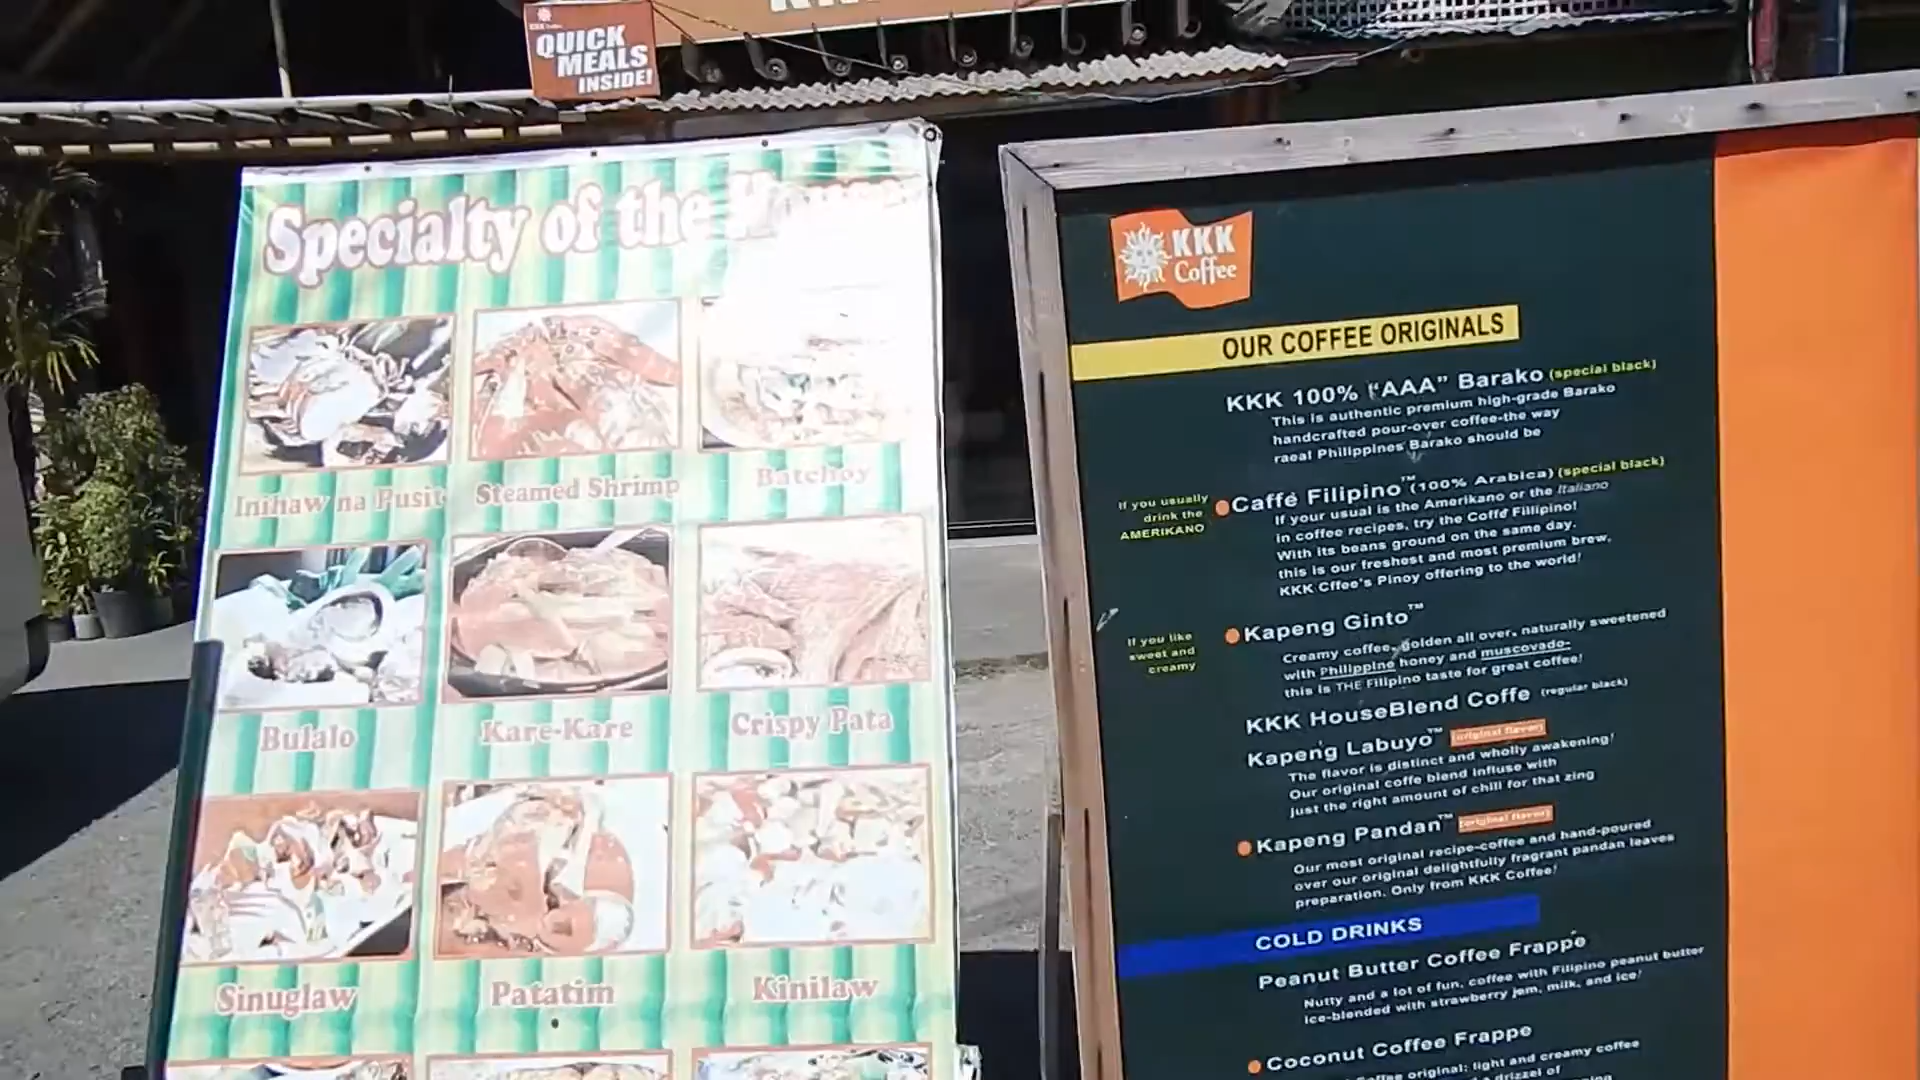 QUICK
MEALS
INSIDE!
Specialty of the
Inihaw na Pusit
Steamed Shrimp
Batchoy
Bulalo
Kare-Kare
Crispy Pata
Sinuglaw
Patatim
Kinilaw
KKK
Coffee
OUR COFFEE ORIGINALS
KKK 100% "AAA" Barako (special black)
This is authentic premium high-grade Barako
handcrafted pour-over coffee-the way
raeal Philippines Barako should be
If you usually
drink the
AMERIKANO
Caffé Filipino™ (100% Arabica) (special black)
If your usual is the Amerikano or the Italiano
in coffee recipes, try the Coffé Fillipino!
With its beans ground on the same day.
this is our freshest and most premium brew,
KKK Cffee's Pinoy offering to the world!
If you like
sweet and
creamy
Kapeng Ginto™
Creamy coffee, golden all over, naturally sweetened
with Philippine honey and muscovado-
this is THE Filipino taste for great coffee!
KKK HouseBlend Coffe (regular black)
Kapeng Labuyo™ (original flavor)
The flavor is distinct and wholly awakening!
Our original coffe blend infuse with
just the right amount of chill for that zing
Kapeng Pandan™ (original flavor)
Our most original recipe-coffee and hand-poured
over our original delightfully fragrant pandan leaves
preparation. Only from KKK Coffee!
COLD DRINKS
Peanut Butter Coffee Frappe
Nutty and a lot of fun, coffee with Filipino peanut butter
ice-blended with strawberry jam, milk, and ice!
Coconut Coffee Frappe
Coffee original: light and creamy coffee
a drizzel of